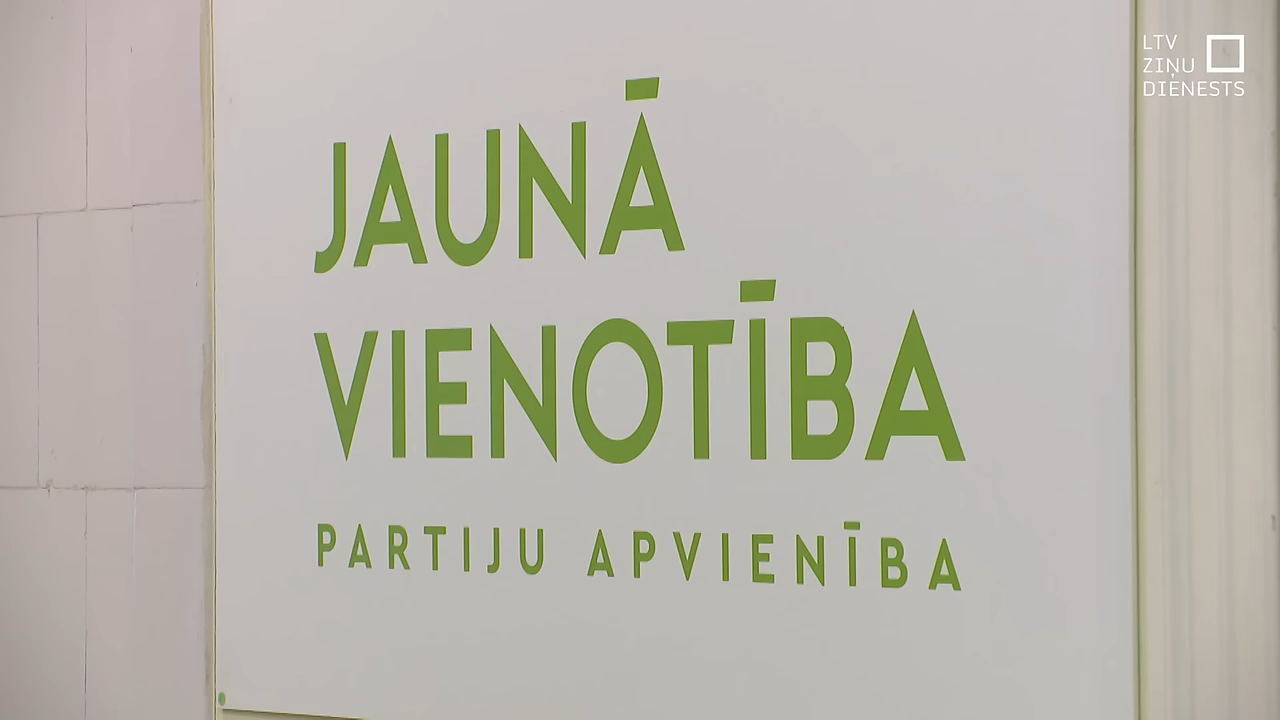 JAUNĀ
VIENOTĪBA
PARTIJU APVIENĪBA
LTV
ZIŅU
DIENESTS